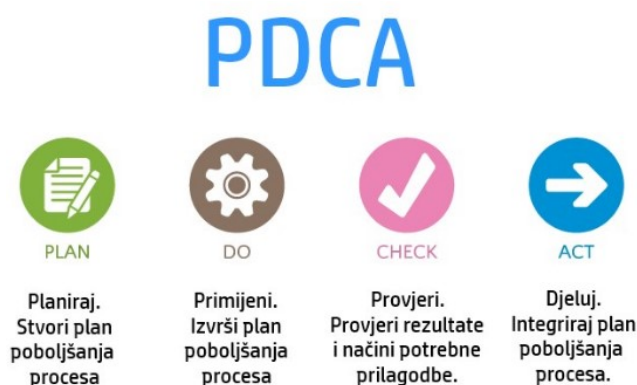 PDCA
PLAN
Planiraj.
Stvori plan
poboljšanja
procesa
DO
Primijeni.
Izvrši plan
poboljšanja
procesa
CHECK
Provjeri.
Provjeri rezultate
i načini potrebne
prilagodbe.
ACT
Djeluj.
Integriraj plan
poboljšanja
procesa.